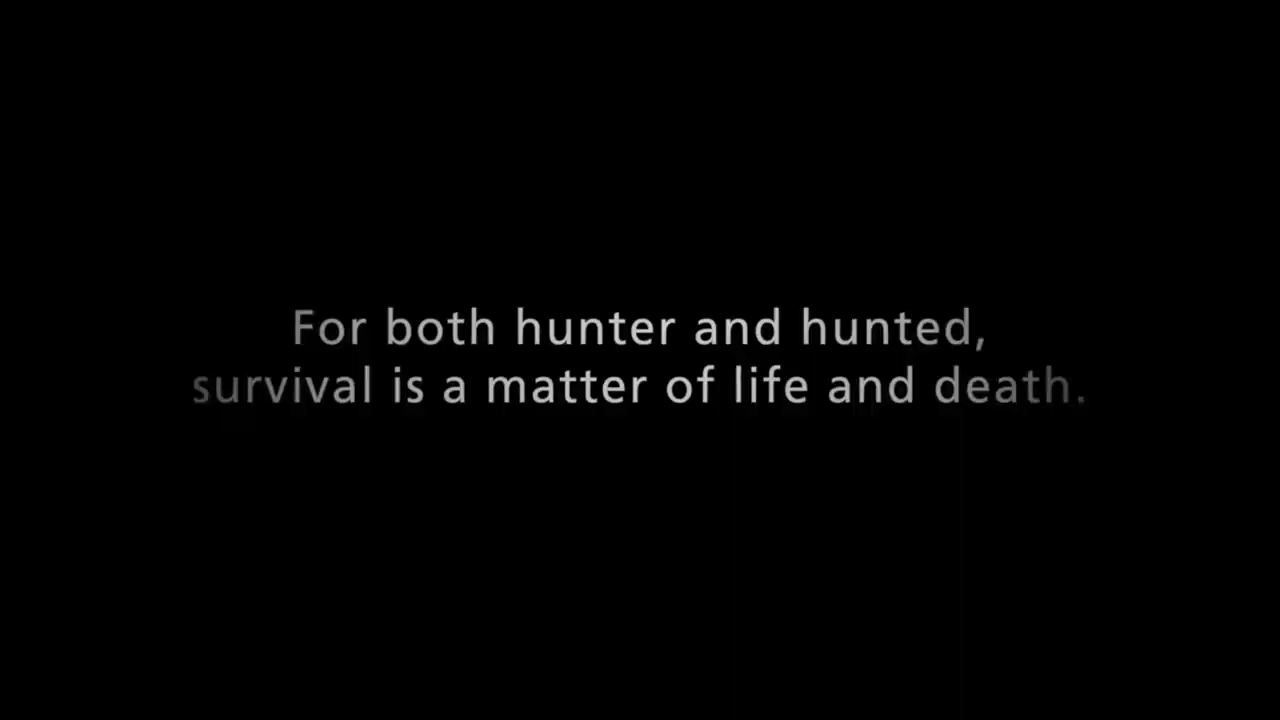 For both hunter and hunted,
survival is a matter of life and death.